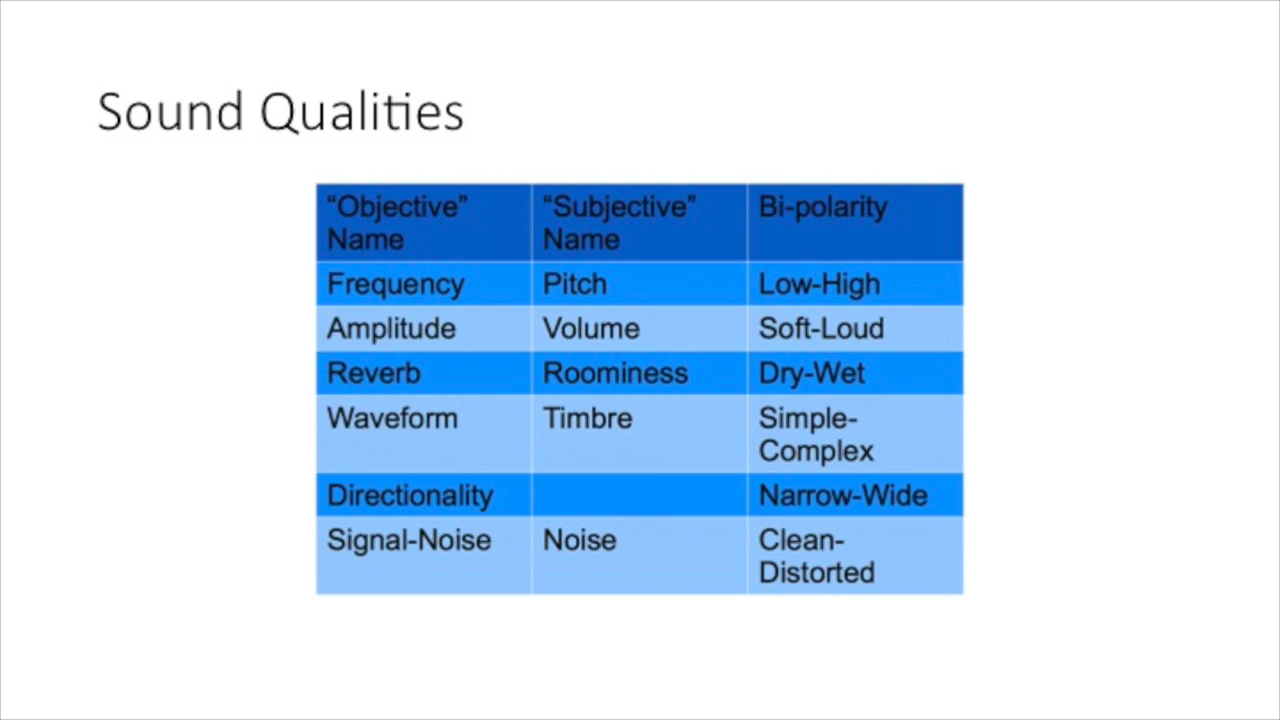 Sound Qualities
“Objective” Name
“Subjective” Name
Bi-polarity
Frequency
Pitch
Low-High
Amplitude
Volume
Soft-Loud
Reverb
Roominess
Dry-Wet
Waveform
Timbre
Simple-
Complex
Directionality
Narrow-Wide
Signal-Noise
Noise
Clean-
Distorted